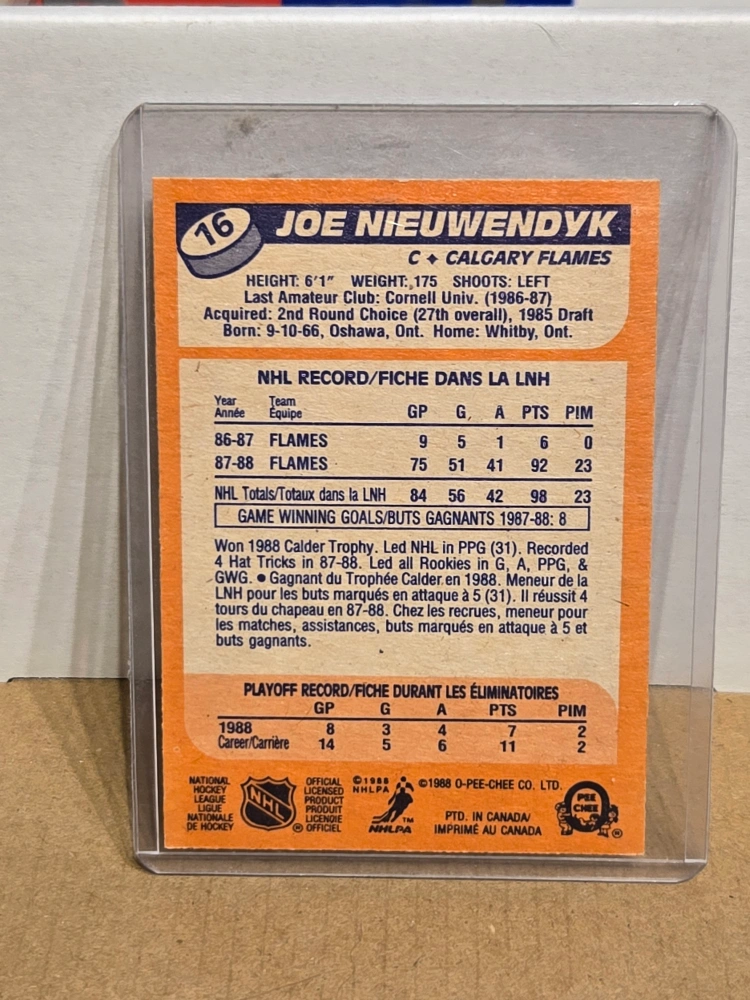 16
JOE NIEUWENDYK
C ✦ CALGARY FLAMES
HEIGHT: 6'1" WEIGHT: 175 SHOOTS: LEFT
Last Amateur Club: Cornell Univ. (1986-87)
Acquired: 2nd Round Choice (27th overall), 1985 Draft
Born: 9-10-66, Oshawa, Ont. Home: Whitby, Ont.
NHL RECORD/FICHE DANS LA LNH
Year Team
Année Équipe GP G A PTS PIM
86-87 FLAMES 9 5 1 6 0
87-88 FLAMES 75 51 41 92 23
NHL Totals/Totaux dans la LNH 84 56 42 98 23
GAME WINNING GOALS/BUTS GAGNANTS 1987-88: 8
Won 1988 Calder Trophy. Led NHL in PPG (31). Recorded
4 Hat Tricks in 87-88. Led all Rookies in G, A, PPG, &
GWG. ● Gagnant du Trophée Calder en 1988. Meneur de la
LNH pour les buts marqués en attaque à 5 (31). Il réussit 4
tours du chapeau en 87-88. Chez les recrues, meneur pour
les matches, assistances, buts marqués en attaque à 5 et
buts gagnants.
PLAYOFF RECORD/FICHE DURANT LES ÉLIMINATOIRES
GP G A PTS PIM
1988 8 3 4 7 2
Career/Carrière 14 5 6 11 2
NATIONAL
HOCKEY
LEAGUE
LIGUE
NATIONALE
DE HOCKEY
NHL
®
OFFICIAL
LICENSED
PRODUCT
PRODUIT
LICENCIÉ
OFFICIEL
©1988
NHLPA
™
NHLPA
©1988 O-PEE-CHEE CO. LTD.
PTD. IN CANADA/
IMPRIMÉ AU CANADA
O
PEE
CHEE
®